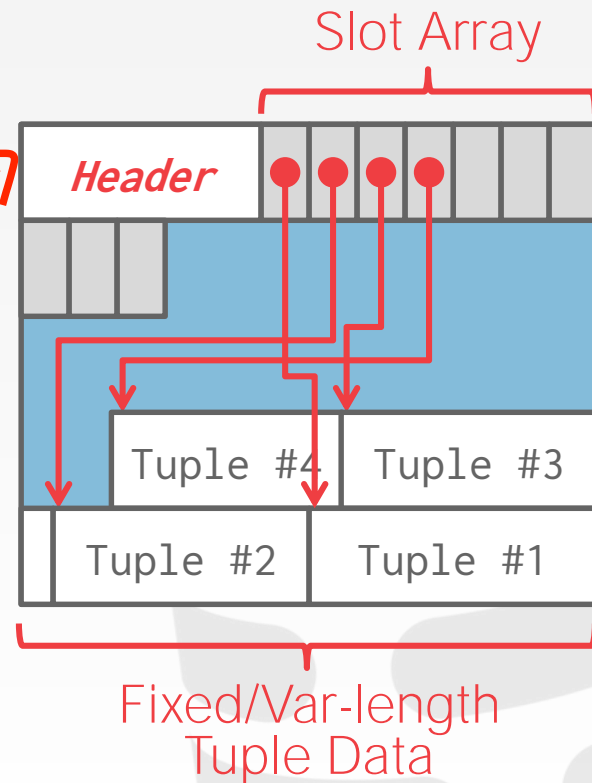 Slot Array
Header
Tuple #4 Tuple #3
Tuple #2 Tuple #1
Fixed/Var-length
Tuple Data